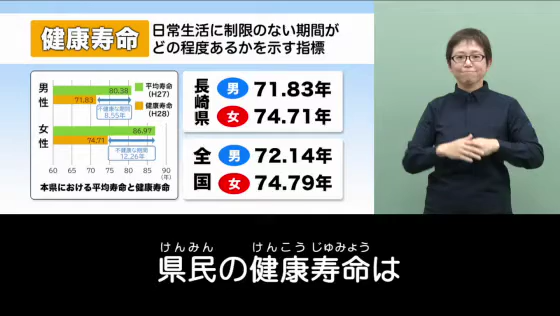 健康寿命
日常生活に制限のない期間が
どの程度あるかを示す指標
男性
80.38
71.83
不健康な期間
8.55年
平均寿命
(H27)
健康寿命
(H28)
女性
86.97
74.71
不健康な期間
12.26年
60 65 70 75 80 85 90
(年)
本県における平均寿命と健康寿命
長崎県
男 71.83年
女 74.71年
全国
男 72.14年
女 74.79年
けんみん けんこう じゅみょう
県民の健康寿命は